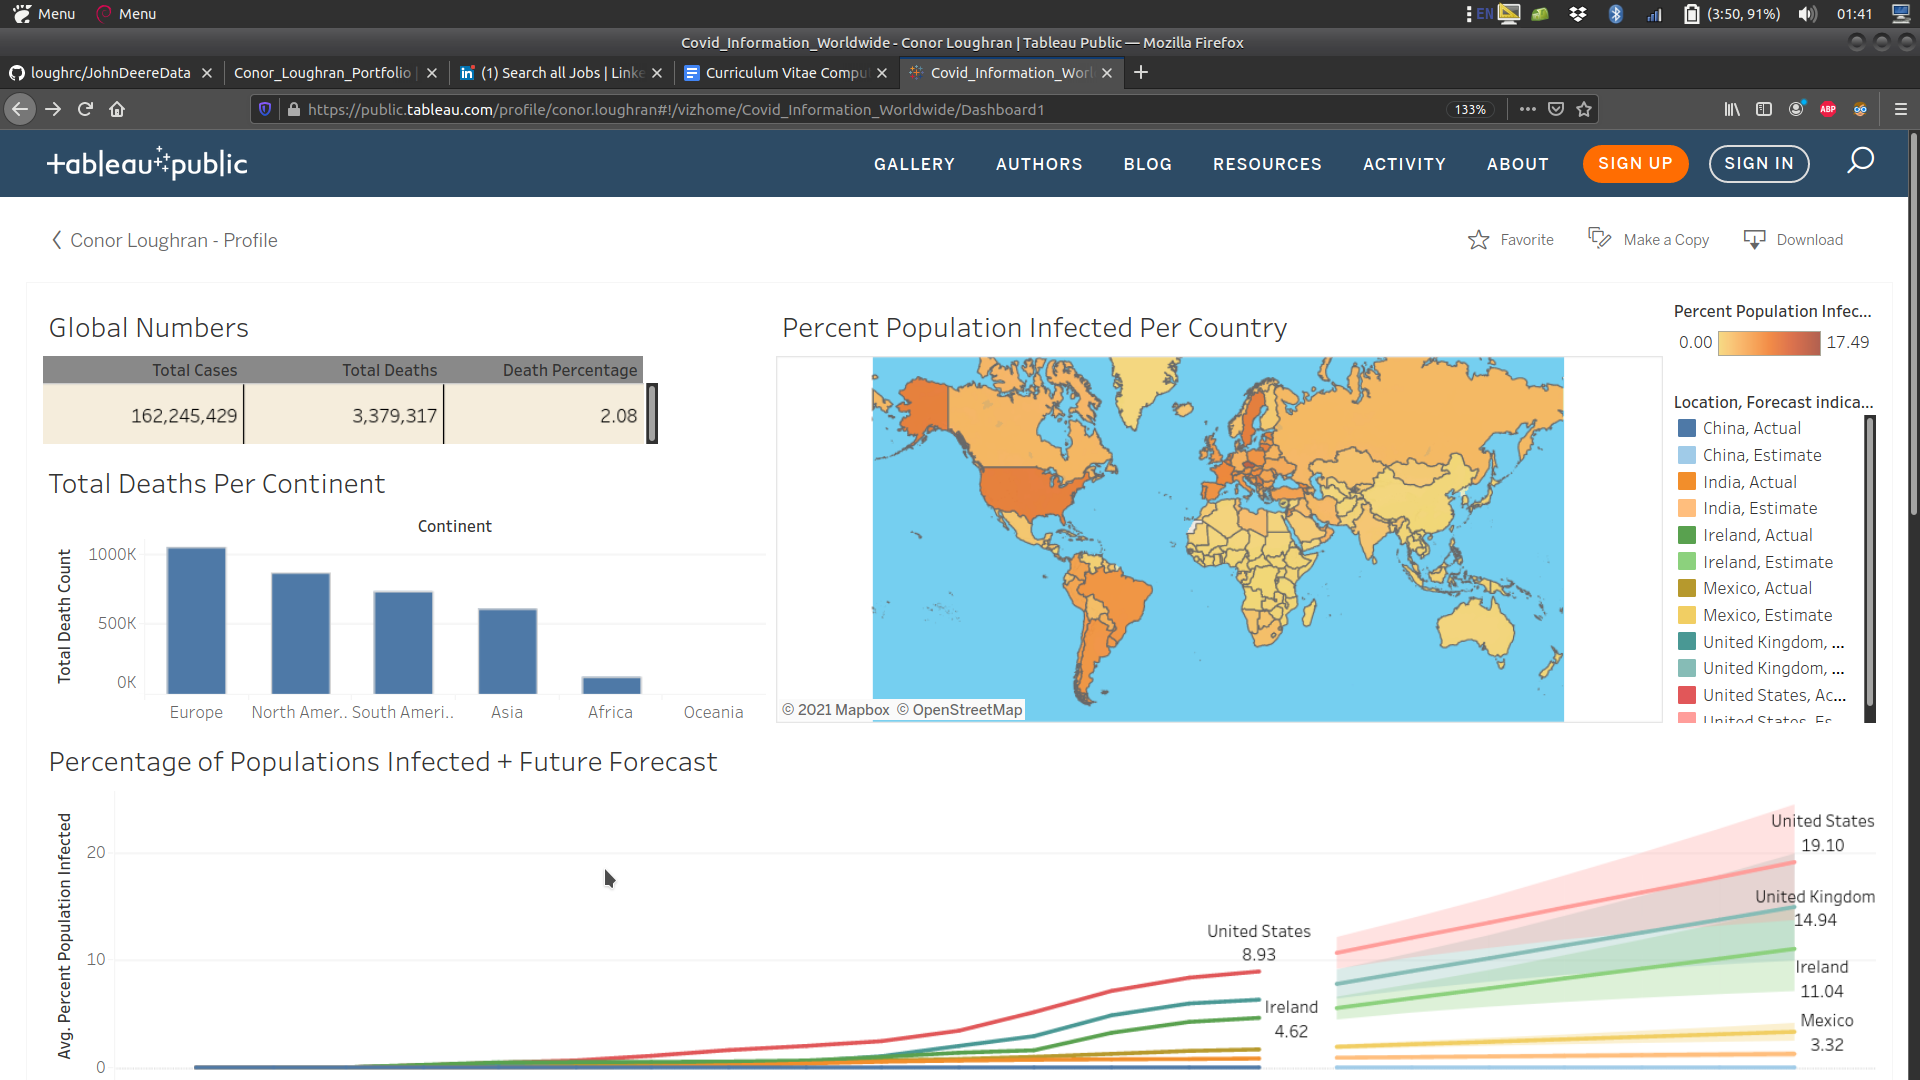 Menu Menu EN (3:50, 91%) 01:41
Covid_Information_Worldwide - Conor Loughran | Tableau Public — Mozilla Firefox
loughrc/JohnDeereData Conor_Loughran_Portfolio (1) Search all Jobs | Linke Curriculum Vitae Compu Covid_Information_Worl
https://public.tableau.com/profile/conor.loughran#!/vizhome/Covid_Information_Worldwide/Dashboard1 133% ABP
+ableau public GALLERY AUTHORS BLOG RESOURCES ACTIVITY ABOUT SIGN UP SIGN IN
Conor Loughran - Profile Favorite Make a Copy Download
Global Numbers
Total Cases Total Deaths Death Percentage
162,245,429 3,379,317 2.08
Total Deaths Per Continent
Continent
Total Death Count
1000K
500K
0K
Europe North Amer.. South Ameri.. Asia Africa Oceania
Percent Population Infected Per Country
© 2021 Mapbox © OpenStreetMap
Percent Population Infec...
0.00 17.49
Location, Forecast indica...
China, Actual
China, Estimate
India, Actual
India, Estimate
Ireland, Actual
Ireland, Estimate
Mexico, Actual
Mexico, Estimate
United Kingdom, ...
United Kingdom, ...
United States, Ac...
United States, Es
Percentage of Populations Infected + Future Forecast
Avg. Percent Population Infected
20
10
0
United States
8.93
Ireland
4.62
United States
19.10
United Kingdom
14.94
Ireland
11.04
Mexico
3.32